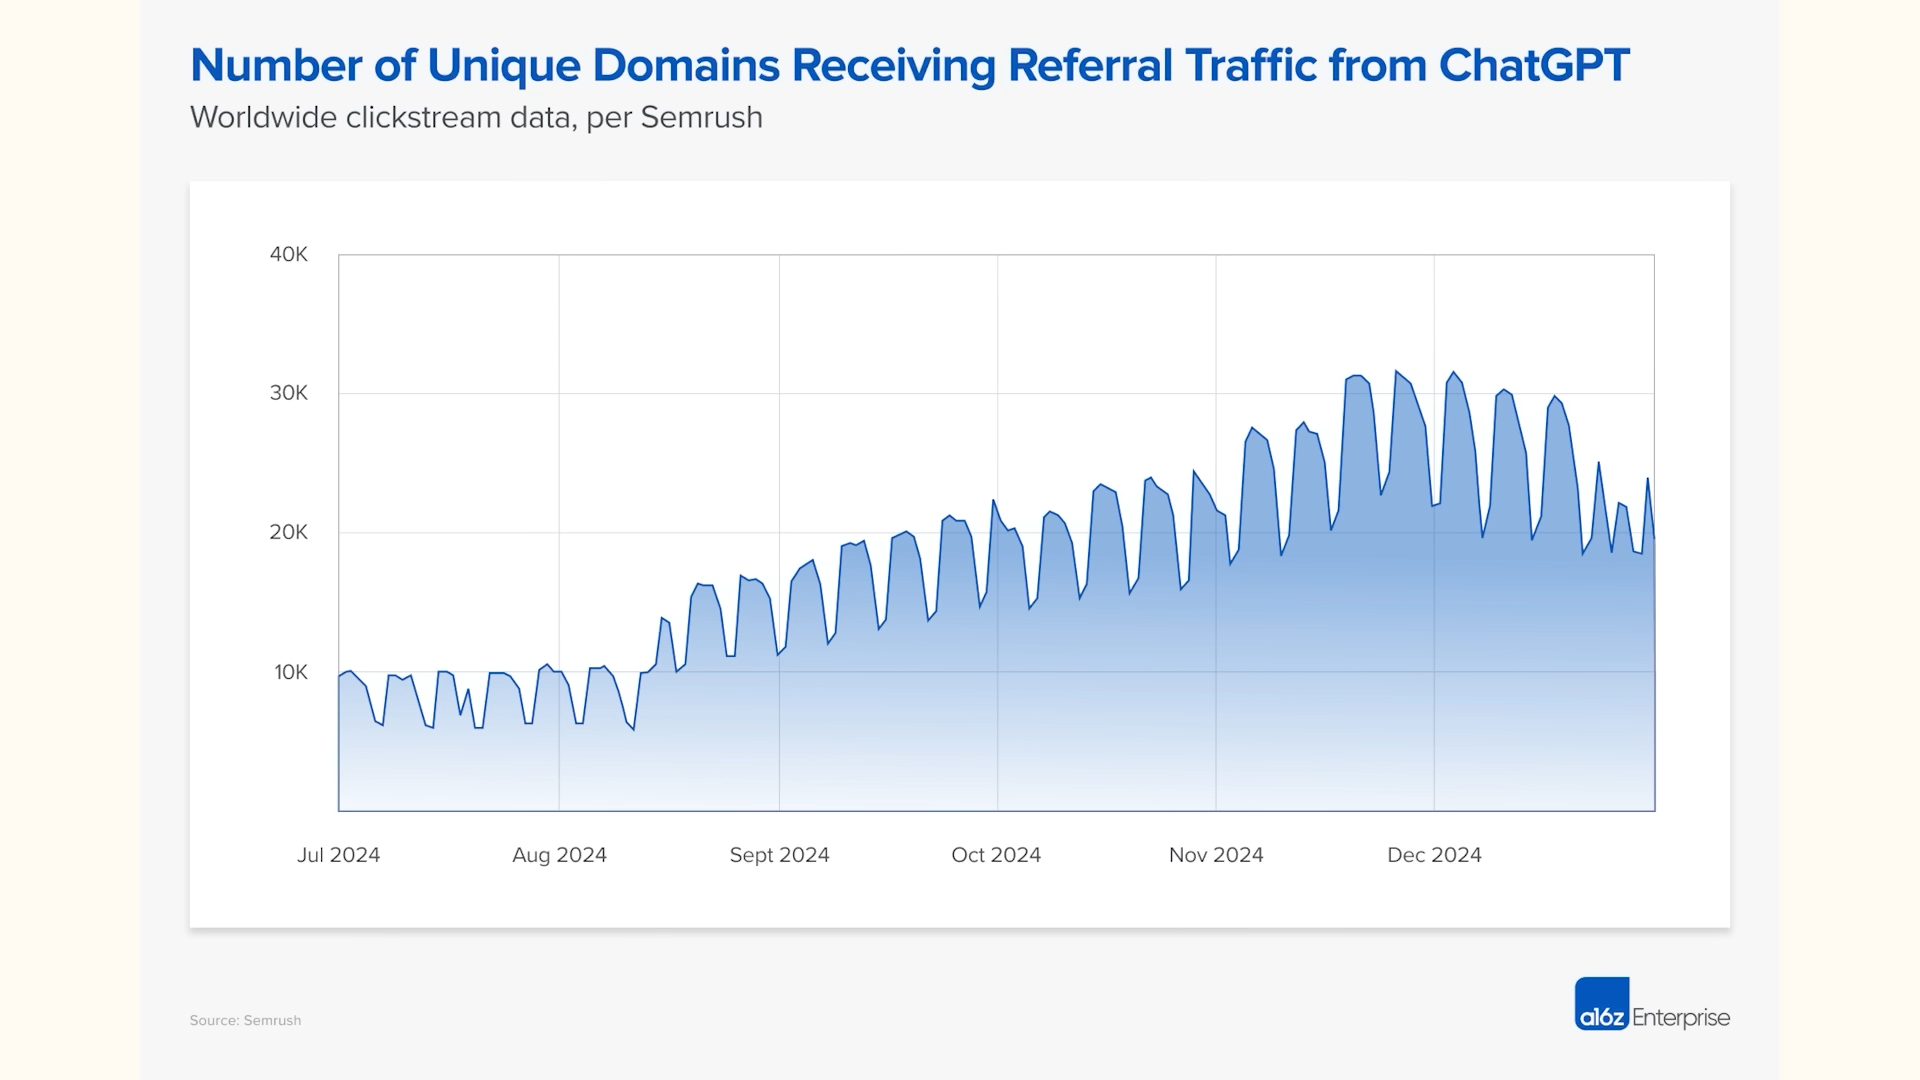 Number of Unique Domains Receiving Referral Traffic from ChatGPT
Worldwide clickstream data, per Semrush
40K
30K
20K
10K
Jul 2024
Aug 2024
Sept 2024
Oct 2024
Nov 2024
Dec 2024
Source: Semrush
a16z Enterprise